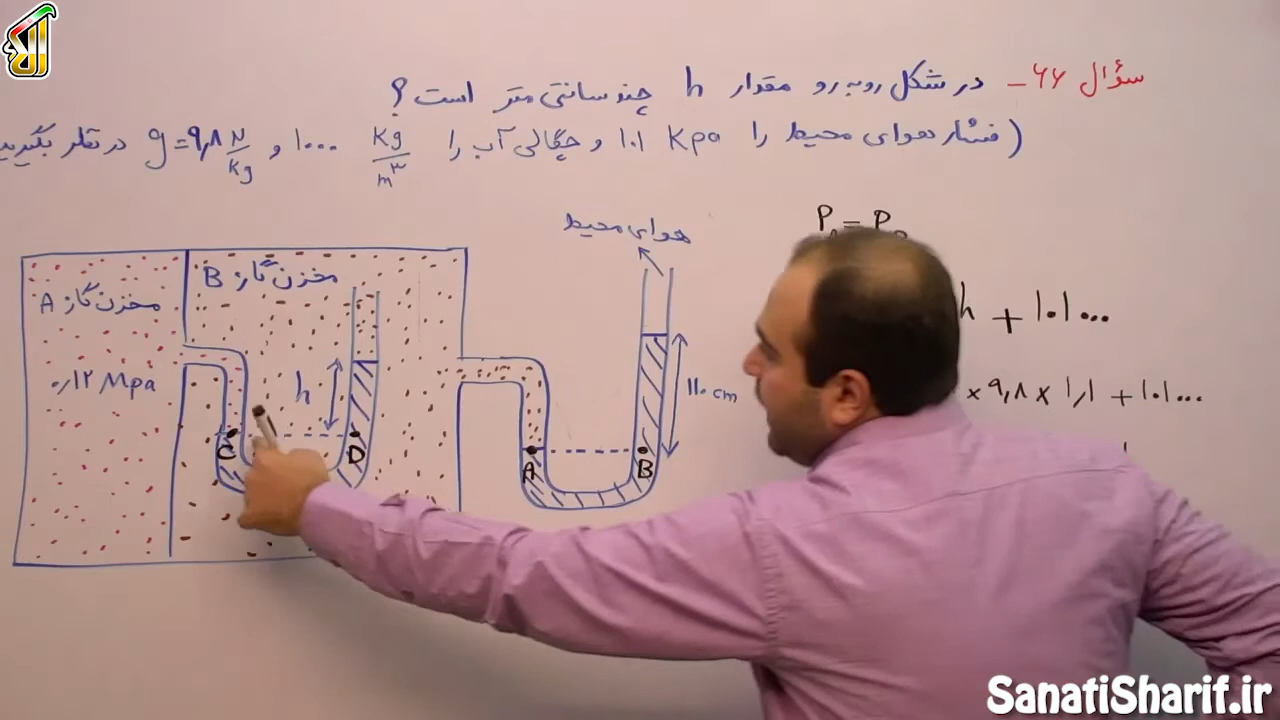 سؤال ۶۶ـ در شکل روبه رو مقدار h چند سانتی متر است ؟
( فشار هوای محیط را ۱۰۱ Kpa و چگالی آب را ۱۰۰۰ kg/m³ و g=۹٫۸ N/kg در نظر بگیرید
هوای محیط
مخزن گاز A
۰٫۱۲ Mpa
مخزن گاز B
h
C
D
A
B
۱۱۰ cm
P = P
h + ۱۰۱۰۰۰
× ۹٫۸ × ۱٫۱ + ۱۰۱۰۰۰
SanatiSharif.ir